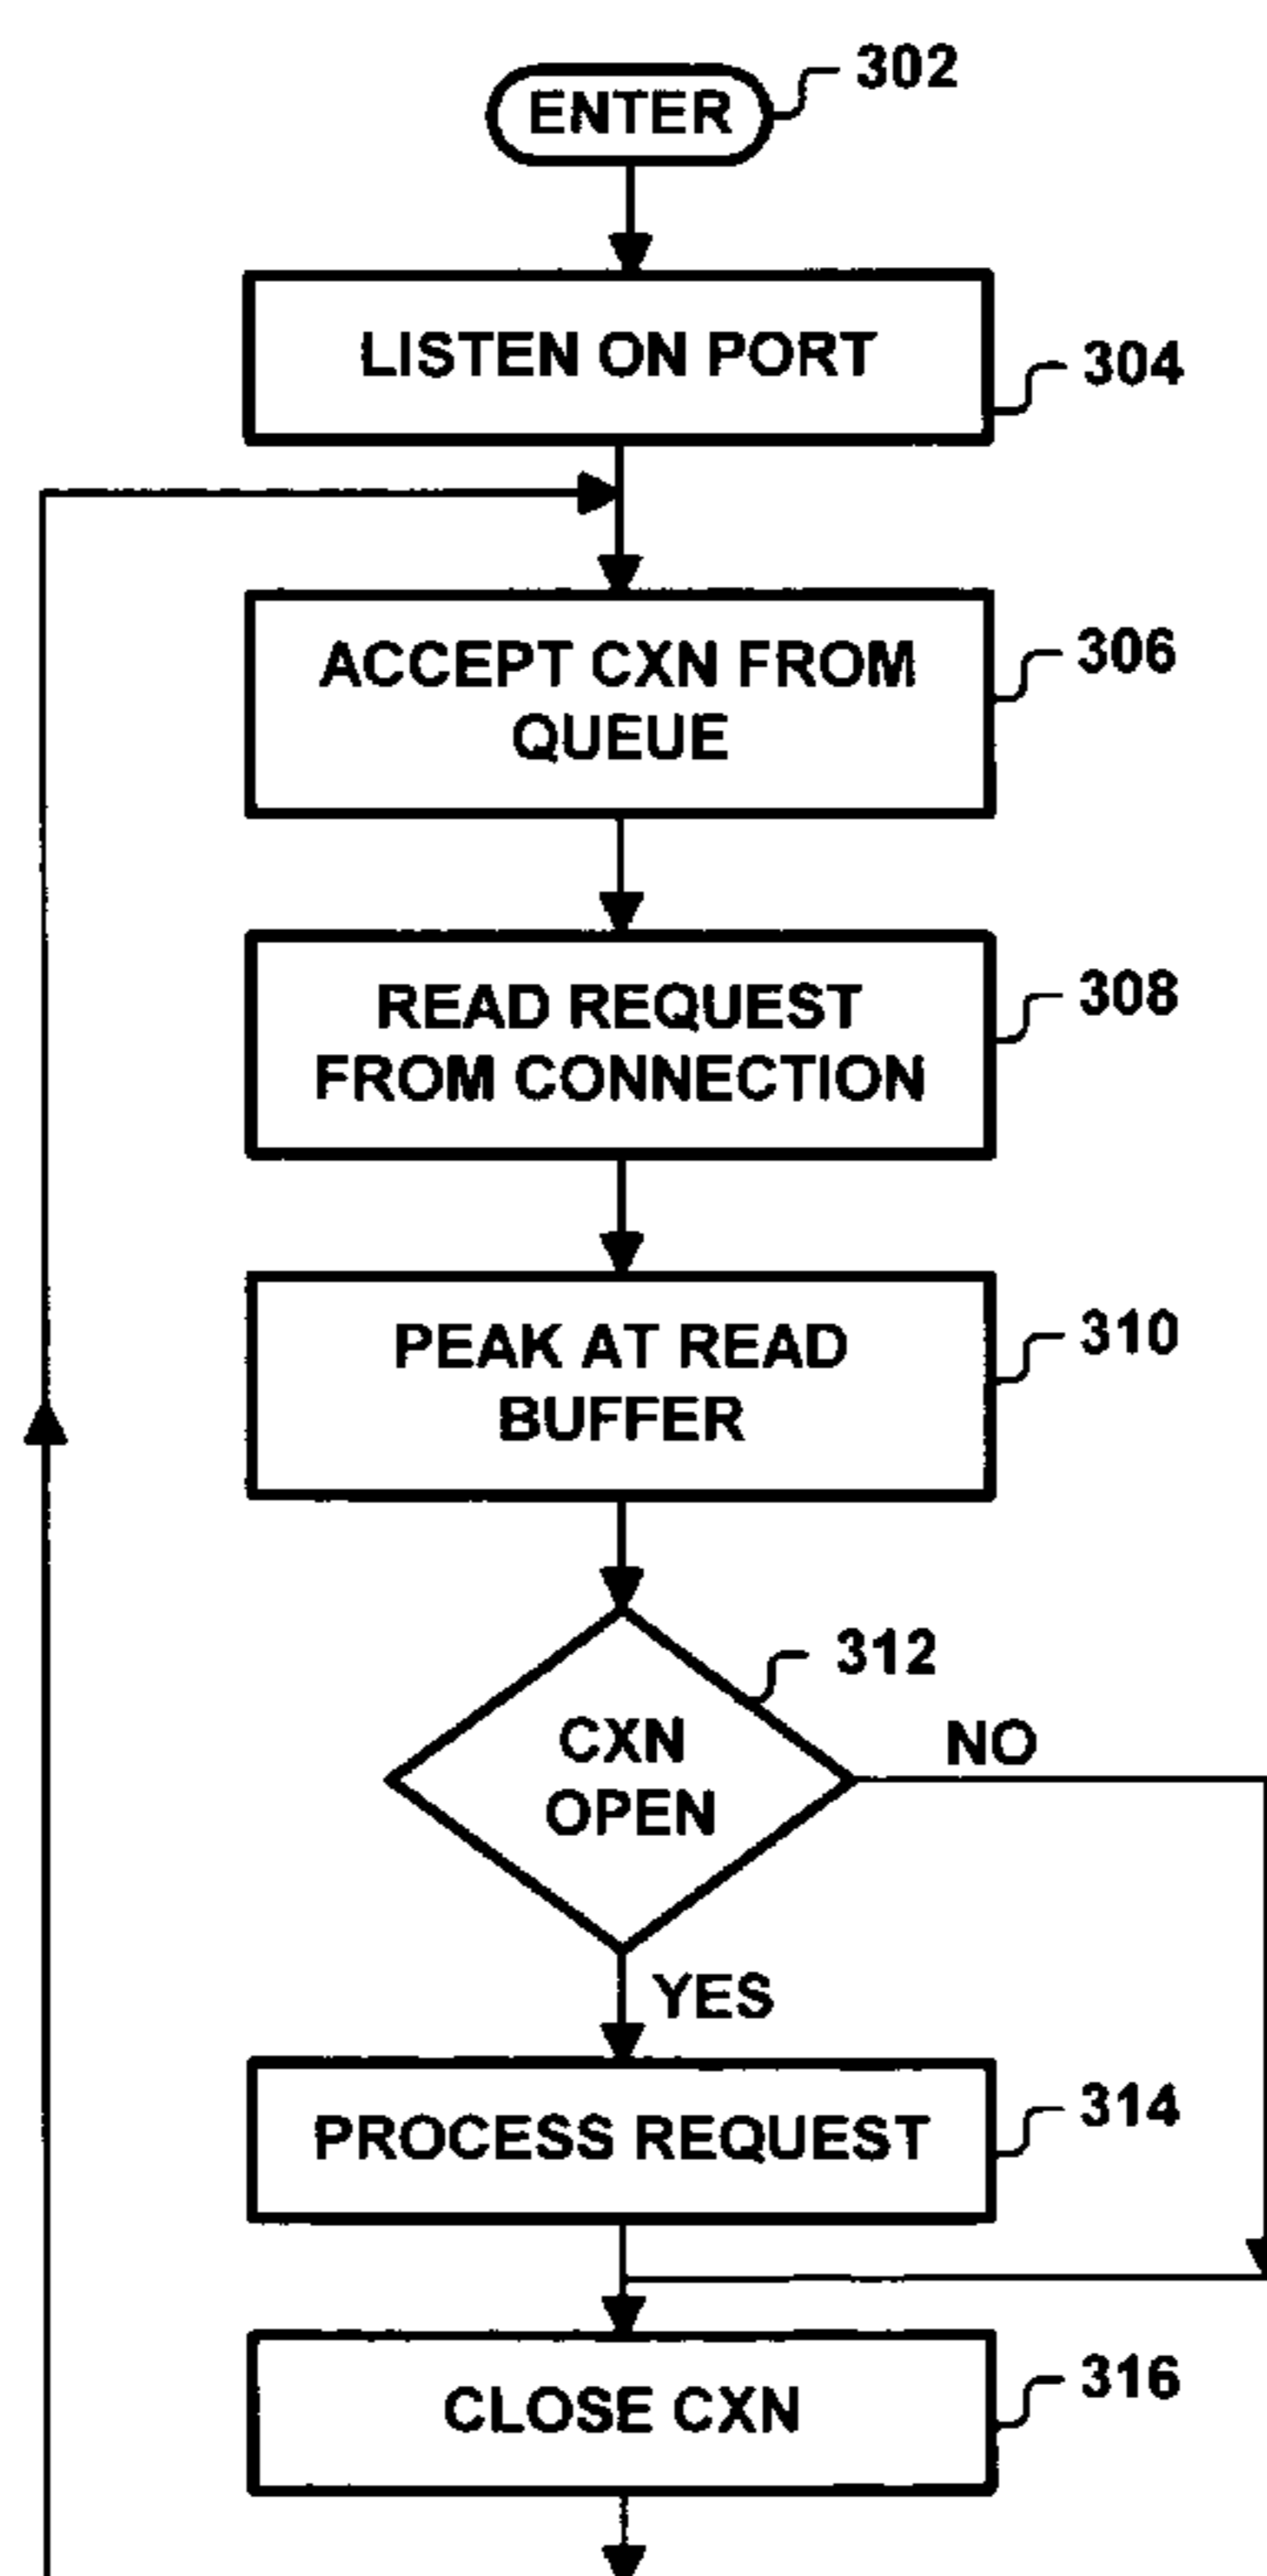 ENTER
302
LISTEN ON PORT
304
ACCEPT CXN FROM
QUEUE
306
READ REQUEST
FROM CONNECTION
308
PEAK AT READ
BUFFER
310
312
CXN
OPEN
NO
YES
PROCESS REQUEST
314
CLOSE CXN
316